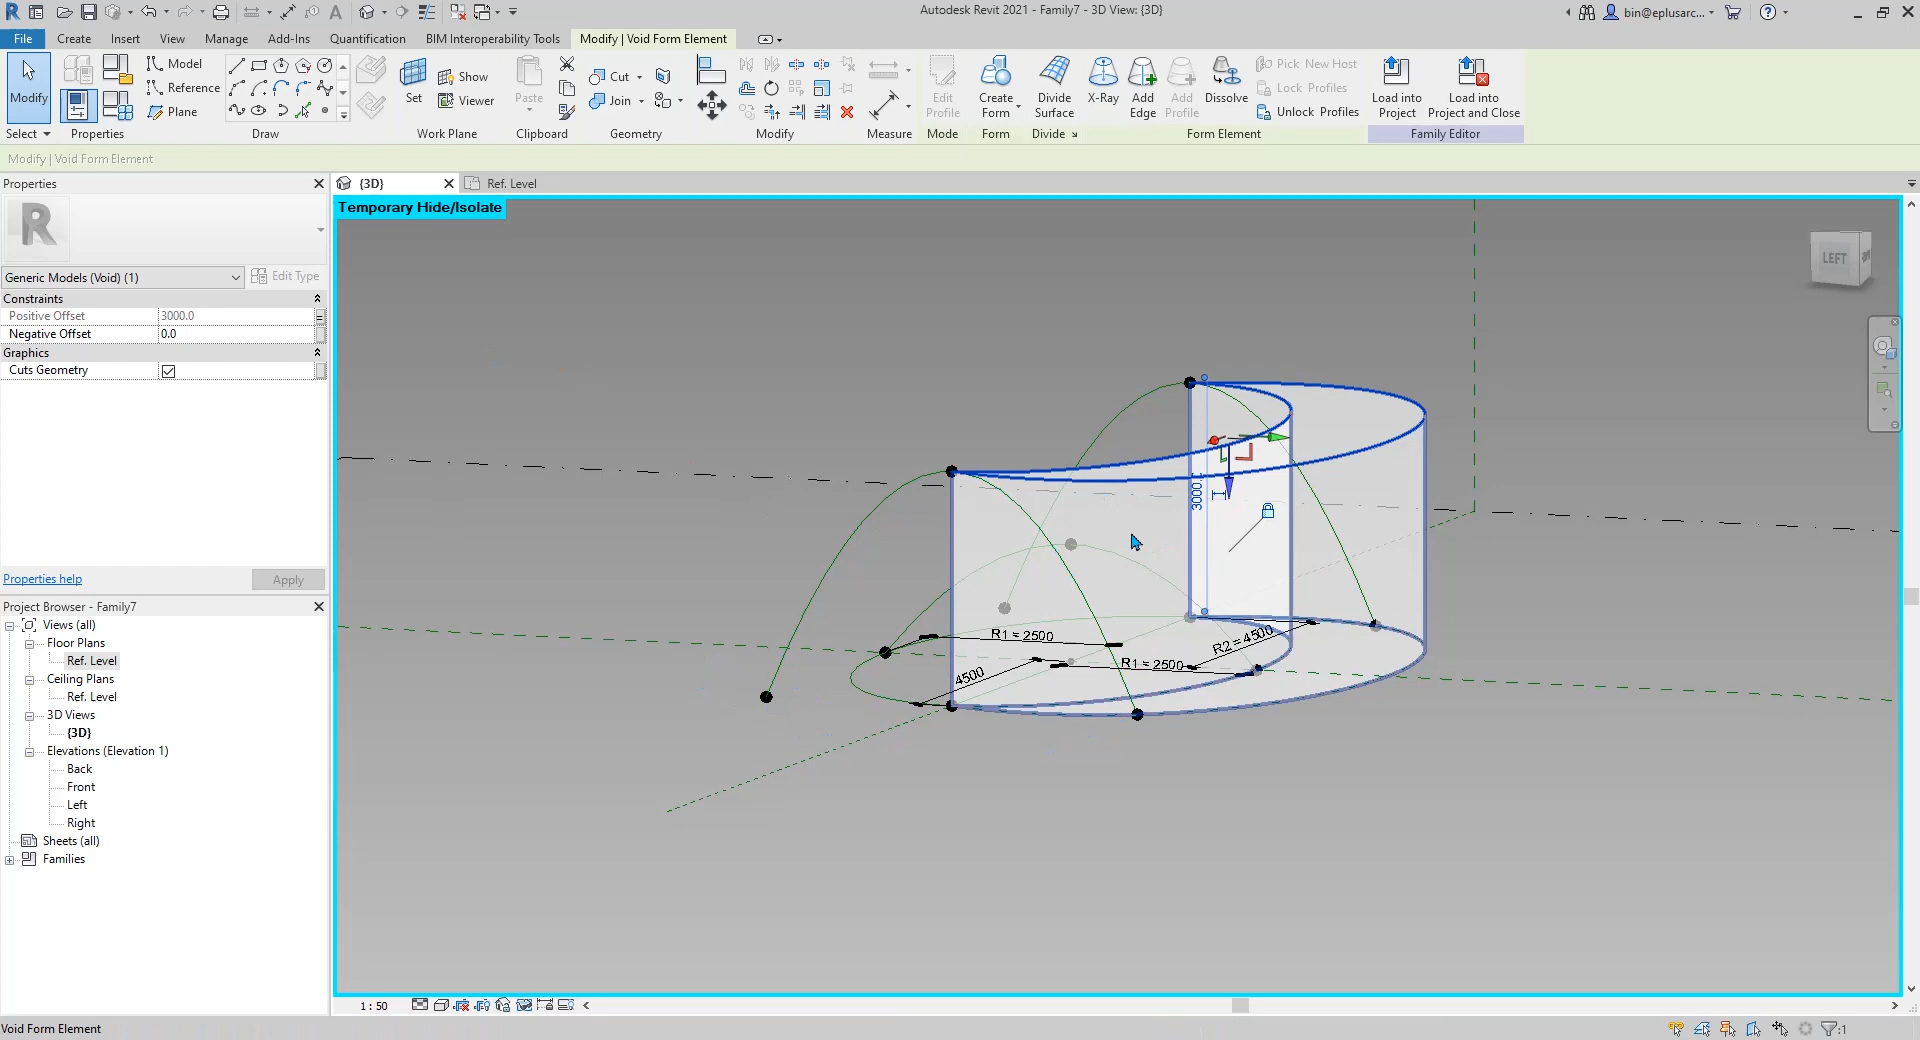 Autodesk Revit 2021 - Family7 - 3D View: {3D}
bin@eplusarc...
File Create Insert View Manage Add-Ins Quantification BIM Interoperability Tools Modify | Void Form Element
Modify
Select
Properties
Model
Reference
Plane
Draw
Set
Show
Viewer
Work Plane
Paste
Clipboard
Cut
Join
Geometry
Modify
Measure
Edit Profile
Mode
Create Form
Form
Divide Surface
Divide
X-Ray
Add Edge
Add Profile
Dissolve
Pick New Host
Lock Profiles
Unlock Profiles
Form Element
Load into Project
Load into Project and Close
Family Editor
Modify | Void Form Element
Properties
{3D}
Ref. Level
Temporary Hide/Isolate
R
Generic Models (Void) (1)
Edit Type
Constraints
Positive Offset 3000.0
Negative Offset 0.0
Graphics
Cuts Geometry
Properties help
Apply
Project Browser - Family7
Views (all)
Floor Plans
Ref. Level
Ceiling Plans
Ref. Level
3D Views
{3D}
Elevations (Elevation 1)
Back
Front
Left
Right
Sheets (all)
Families
LEFT
R1 = 2500
R2 = 4500
R1 = 2500
4500
1 : 50
Void Form Element
:1